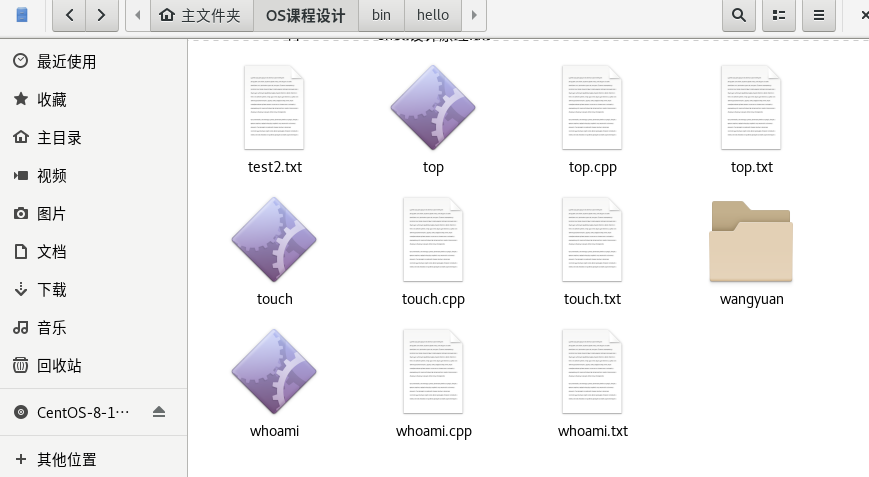 主文件夹 OS课程设计 bin hello
最近使用
收藏
主目录
视频
图片
文档
下载
音乐
回收站
CentOS-8-1…
其他位置
test2.txt top top.cpp top.txt
touch touch.cpp touch.txt wangyuan
whoami whoami.cpp whoami.txt